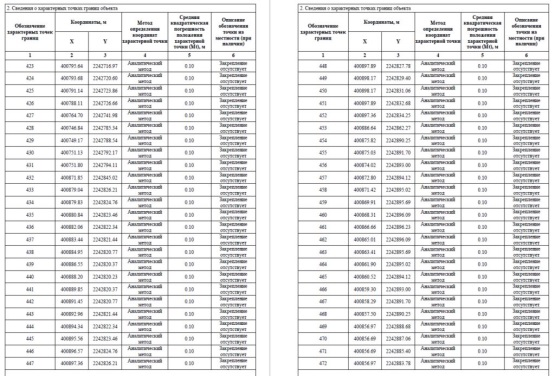 2. Сведения о характерных точках границ объекта
Обозначение характерных точек границ | Координаты, м | Метод определения координат характерной точки | Средняя квадратическая погрешность положения характерной точки (Mt), м | Описание обозначения точки на местности (при наличии)
X | Y
1 | 2 | 3 | 4 | 5 | 6
423 | 400795.64 | 2242716.97 | Аналитический метод | 0.10 | Закрепление отсутствует
424 | 400793.68 | 2242720.60 | Аналитический метод | 0.10 | Закрепление отсутствует
425 | 400791.14 | 2242723.86 | Аналитический метод | 0.10 | Закрепление отсутствует
426 | 400788.11 | 2242726.66 | Аналитический метод | 0.10 | Закрепление отсутствует
427 | 400764.70 | 2242741.98 | Аналитический метод | 0.10 | Закрепление отсутствует
428 | 400746.84 | 2242785.34 | Аналитический метод | 0.10 | Закрепление отсутствует
429 | 400749.17 | 2242788.54 | Аналитический метод | 0.10 | Закрепление отсутствует
430 | 400751.13 | 2242792.17 | Аналитический метод | 0.10 | Закрепление отсутствует
431 | 400751.80 | 2242794.11 | Аналитический метод | 0.10 | Закрепление отсутствует
432 | 400871.85 | 2242845.02 | Аналитический метод | 0.10 | Закрепление отсутствует
433 | 400879.04 | 2242826.21 | Аналитический метод | 0.10 | Закрепление отсутствует
434 | 400879.83 | 2242824.76 | Аналитический метод | 0.10 | Закрепление отсутствует
435 | 400880.84 | 2242823.46 | Аналитический метод | 0.10 | Закрепление отсутствует
436 | 400882.06 | 2242822.34 | Аналитический метод | 0.10 | Закрепление отсутствует
437 | 400883.44 | 2242821.44 | Аналитический метод | 0.10 | Закрепление отсутствует
438 | 400884.95 | 2242820.77 | Аналитический метод | 0.10 | Закрепление отсутствует
439 | 400886.55 | 2242820.37 | Аналитический метод | 0.10 | Закрепление отсутствует
440 | 400888.20 | 2242820.23 | Аналитический метод | 0.10 | Закрепление отсутствует
441 | 400889.85 | 2242820.37 | Аналитический метод | 0.10 | Закрепление отсутствует
442 | 400891.45 | 2242820.77 | Аналитический метод | 0.10 | Закрепление отсутствует
443 | 400892.96 | 2242821.44 | Аналитический метод | 0.10 | Закрепление отсутствует
444 | 400894.34 | 2242822.34 | Аналитический метод | 0.10 | Закрепление отсутствует
445 | 400895.56 | 2242823.46 | Аналитический метод | 0.10 | Закрепление отсутствует
446 | 400896.57 | 2242824.76 | Аналитический метод | 0.10 | Закрепление отсутствует
447 | 400897.36 | 2242826.21 | Аналитический метод | 0.10 | Закрепление отсутствует
2. Сведения о характерных точках границ объекта
Обозначение характерных точек границ | Координаты, м | Метод определения координат характерной точки | Средняя квадратическая погрешность положения характерной точки (Mt), м | Описание обозначения точки на местности (при наличии)
X | Y
1 | 2 | 3 | 4 | 5 | 6
448 | 400897.89 | 2242827.78 | Аналитический метод | 0.10 | Закрепление отсутствует
449 | 400898.17 | 2242829.40 | Аналитический метод | 0.10 | Закрепление отсутствует
450 | 400898.17 | 2242831.06 | Аналитический метод | 0.10 | Закрепление отсутствует
451 | 400897.89 | 2242832.68 | Аналитический метод | 0.10 | Закрепление отсутствует
452 | 400897.36 | 2242834.25 | Аналитический метод | 0.10 | Закрепление отсутствует
453 | 400886.64 | 2242862.27 | Аналитический метод | 0.10 | Закрепление отсутствует
454 | 400875.82 | 2242890.25 | Аналитический метод | 0.10 | Закрепление отсутствует
455 | 400875.03 | 2242891.70 | Аналитический метод | 0.10 | Закрепление отсутствует
456 | 400874.02 | 2242893.00 | Аналитический метод | 0.10 | Закрепление отсутствует
457 | 400872.80 | 2242894.12 | Аналитический метод | 0.10 | Закрепление отсутствует
458 | 400871.42 | 2242895.02 | Аналитический метод | 0.10 | Закрепление отсутствует
459 | 400869.91 | 2242895.69 | Аналитический метод | 0.10 | Закрепление отсутствует
460 | 400868.31 | 2242896.09 | Аналитический метод | 0.10 | Закрепление отсутствует
461 | 400866.66 | 2242896.23 | Аналитический метод | 0.10 | Закрепление отсутствует
462 | 400865.01 | 2242896.09 | Аналитический метод | 0.10 | Закрепление отсутствует
463 | 400863.41 | 2242895.69 | Аналитический метод | 0.10 | Закрепление отсутствует
464 | 400861.90 | 2242895.02 | Аналитический метод | 0.10 | Закрепление отсутствует
465 | 400860.52 | 2242894.12 | Аналитический метод | 0.10 | Закрепление отсутствует
466 | 400859.30 | 2242893.00 | Аналитический метод | 0.10 | Закрепление отсутствует
467 | 400858.29 | 2242891.70 | Аналитический метод | 0.10 | Закрепление отсутствует
468 | 400857.50 | 2242890.25 | Аналитический метод | 0.10 | Закрепление отсутствует
469 | 400856.97 | 2242888.68 | Аналитический метод | 0.10 | Закрепление отсутствует
470 | 400856.69 | 2242887.06 | Аналитический метод | 0.10 | Закрепление отсутствует
471 | 400856.69 | 2242885.40 | Аналитический метод | 0.10 | Закрепление отсутствует
472 | 400856.97 | 2242883.78 | Аналитический метод | 0.10 | Закрепление отсутствует